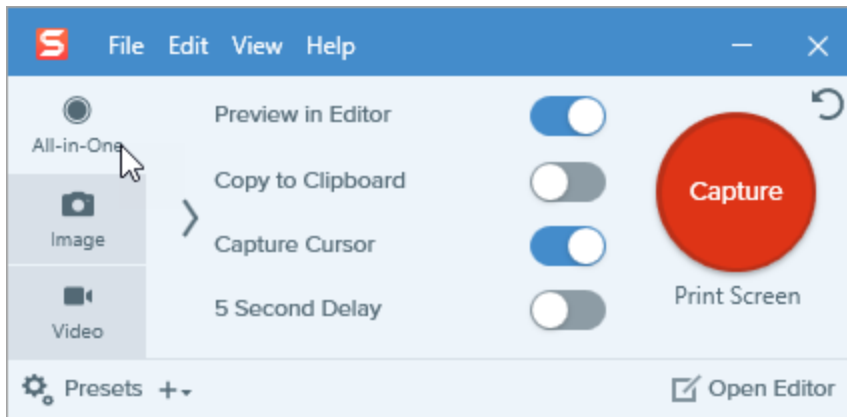 S
File Edit View Help
All-in-One
Image
Video
Preview in Editor
Copy to Clipboard
Capture Cursor
5 Second Delay
Capture
Print Screen
Presets
Open Editor